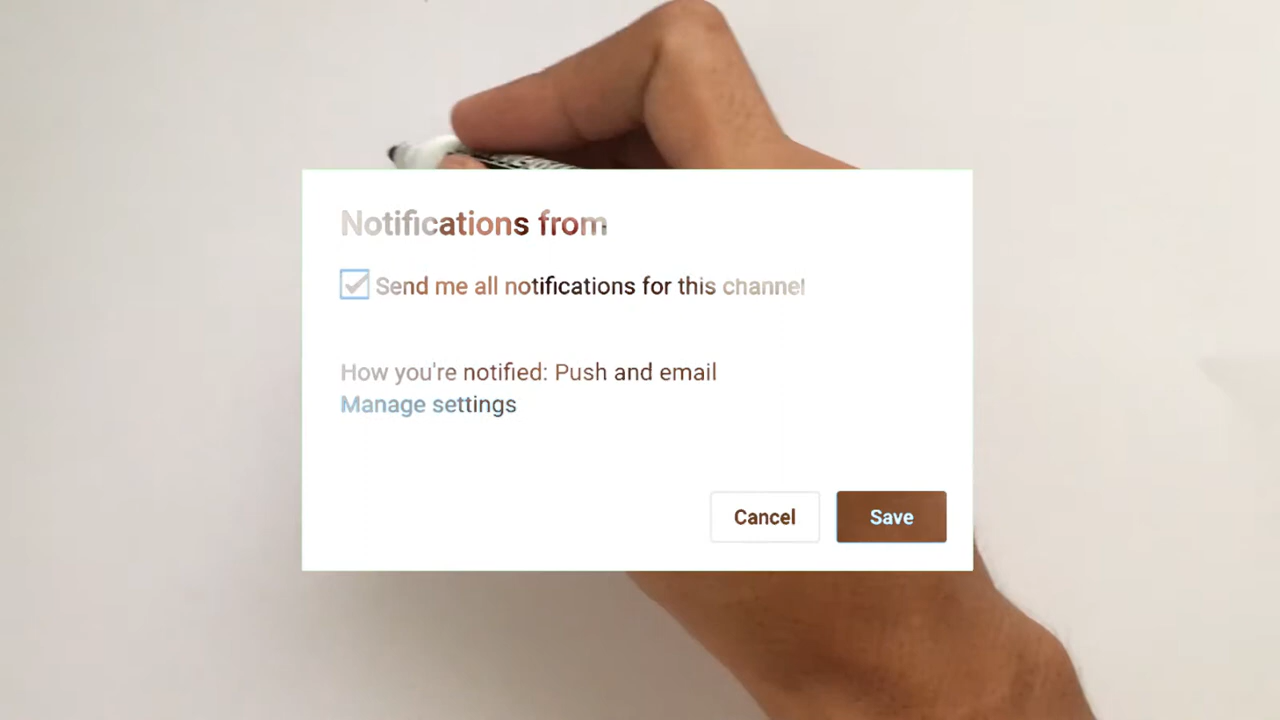 Notifications from
Send me all notifications for this channel
How you're notified: Push and email
Manage settings
Cancel
Save